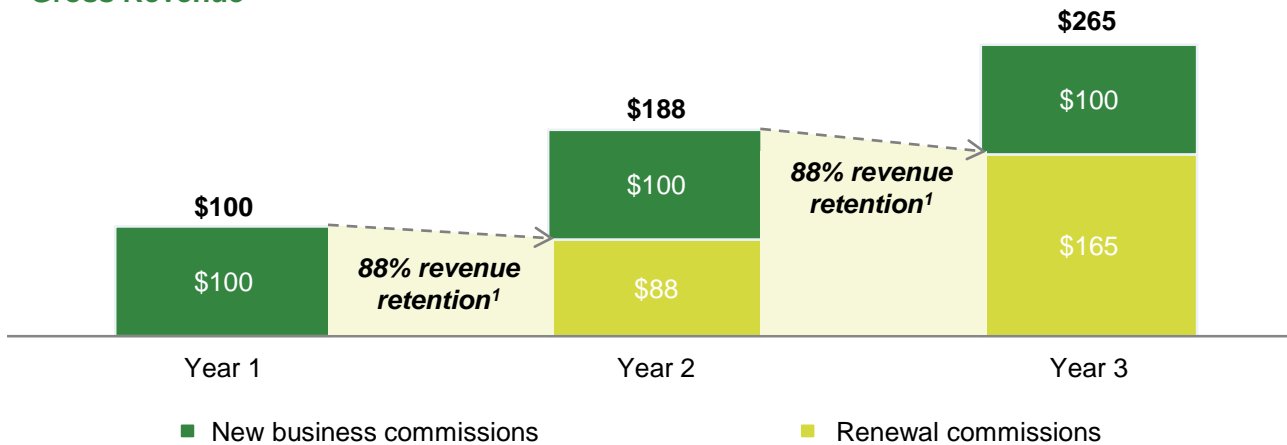 Gross Revenue
$265
$100
$188
88% revenue
retention¹
$100
$100
$165
88% revenue
retention¹
$100
$88
Year 1
Year 2
Year 3
New business commissions
Renewal commissions